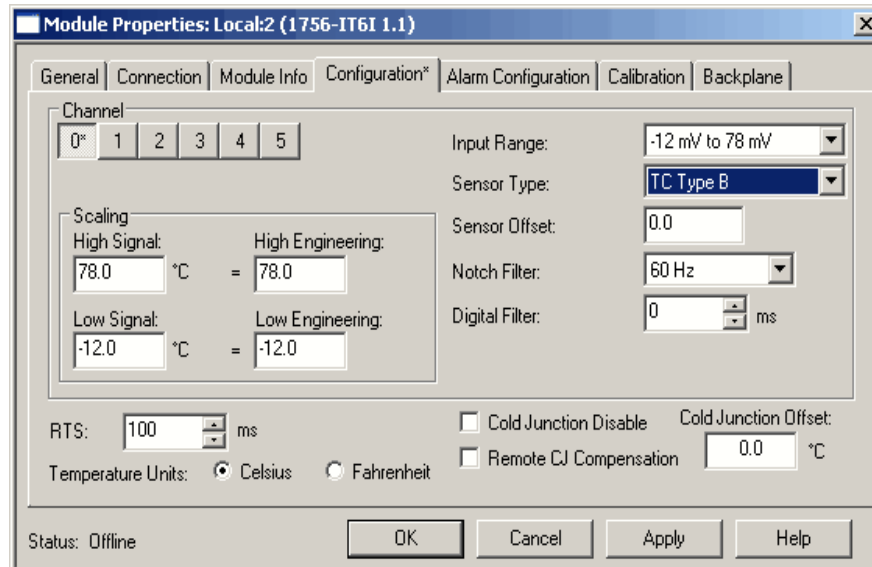 Module Properties: Local:2 (1756-IT6I 1.1)
General Connection Module Info Configuration* Alarm Configuration Calibration Backplane
Channel
0* 1 2 3 4 5
Input Range: -12 mV to 78 mV
Sensor Type: TC Type B
Sensor Offset: 0.0
Notch Filter: 60 Hz
Digital Filter: 0 ms
Scaling
High Signal: High Engineering:
78.0 °C = 78.0
Low Signal: Low Engineering:
-12.0 °C = -12.0
RTS: 100 ms
Temperature Units: Celsius Fahrenheit
Cold Junction Disable Cold Junction Offset:
Remote CJ Compensation 0.0 °C
Status: Offline OK Cancel Apply Help